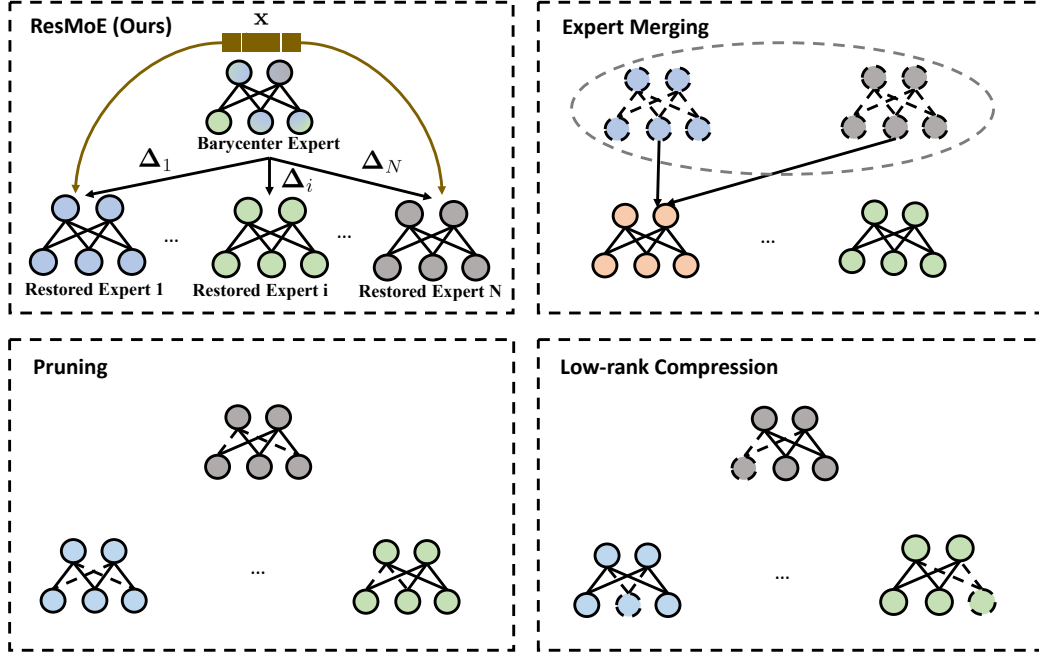 ResMoE (Ours)
x
Barycenter Expert
Δ₁
Δᵢ
Δ_N
...
...
Restored Expert 1
Restored Expert i
Restored Expert N
Expert Merging
...
Pruning
...
Low-rank Compression
...